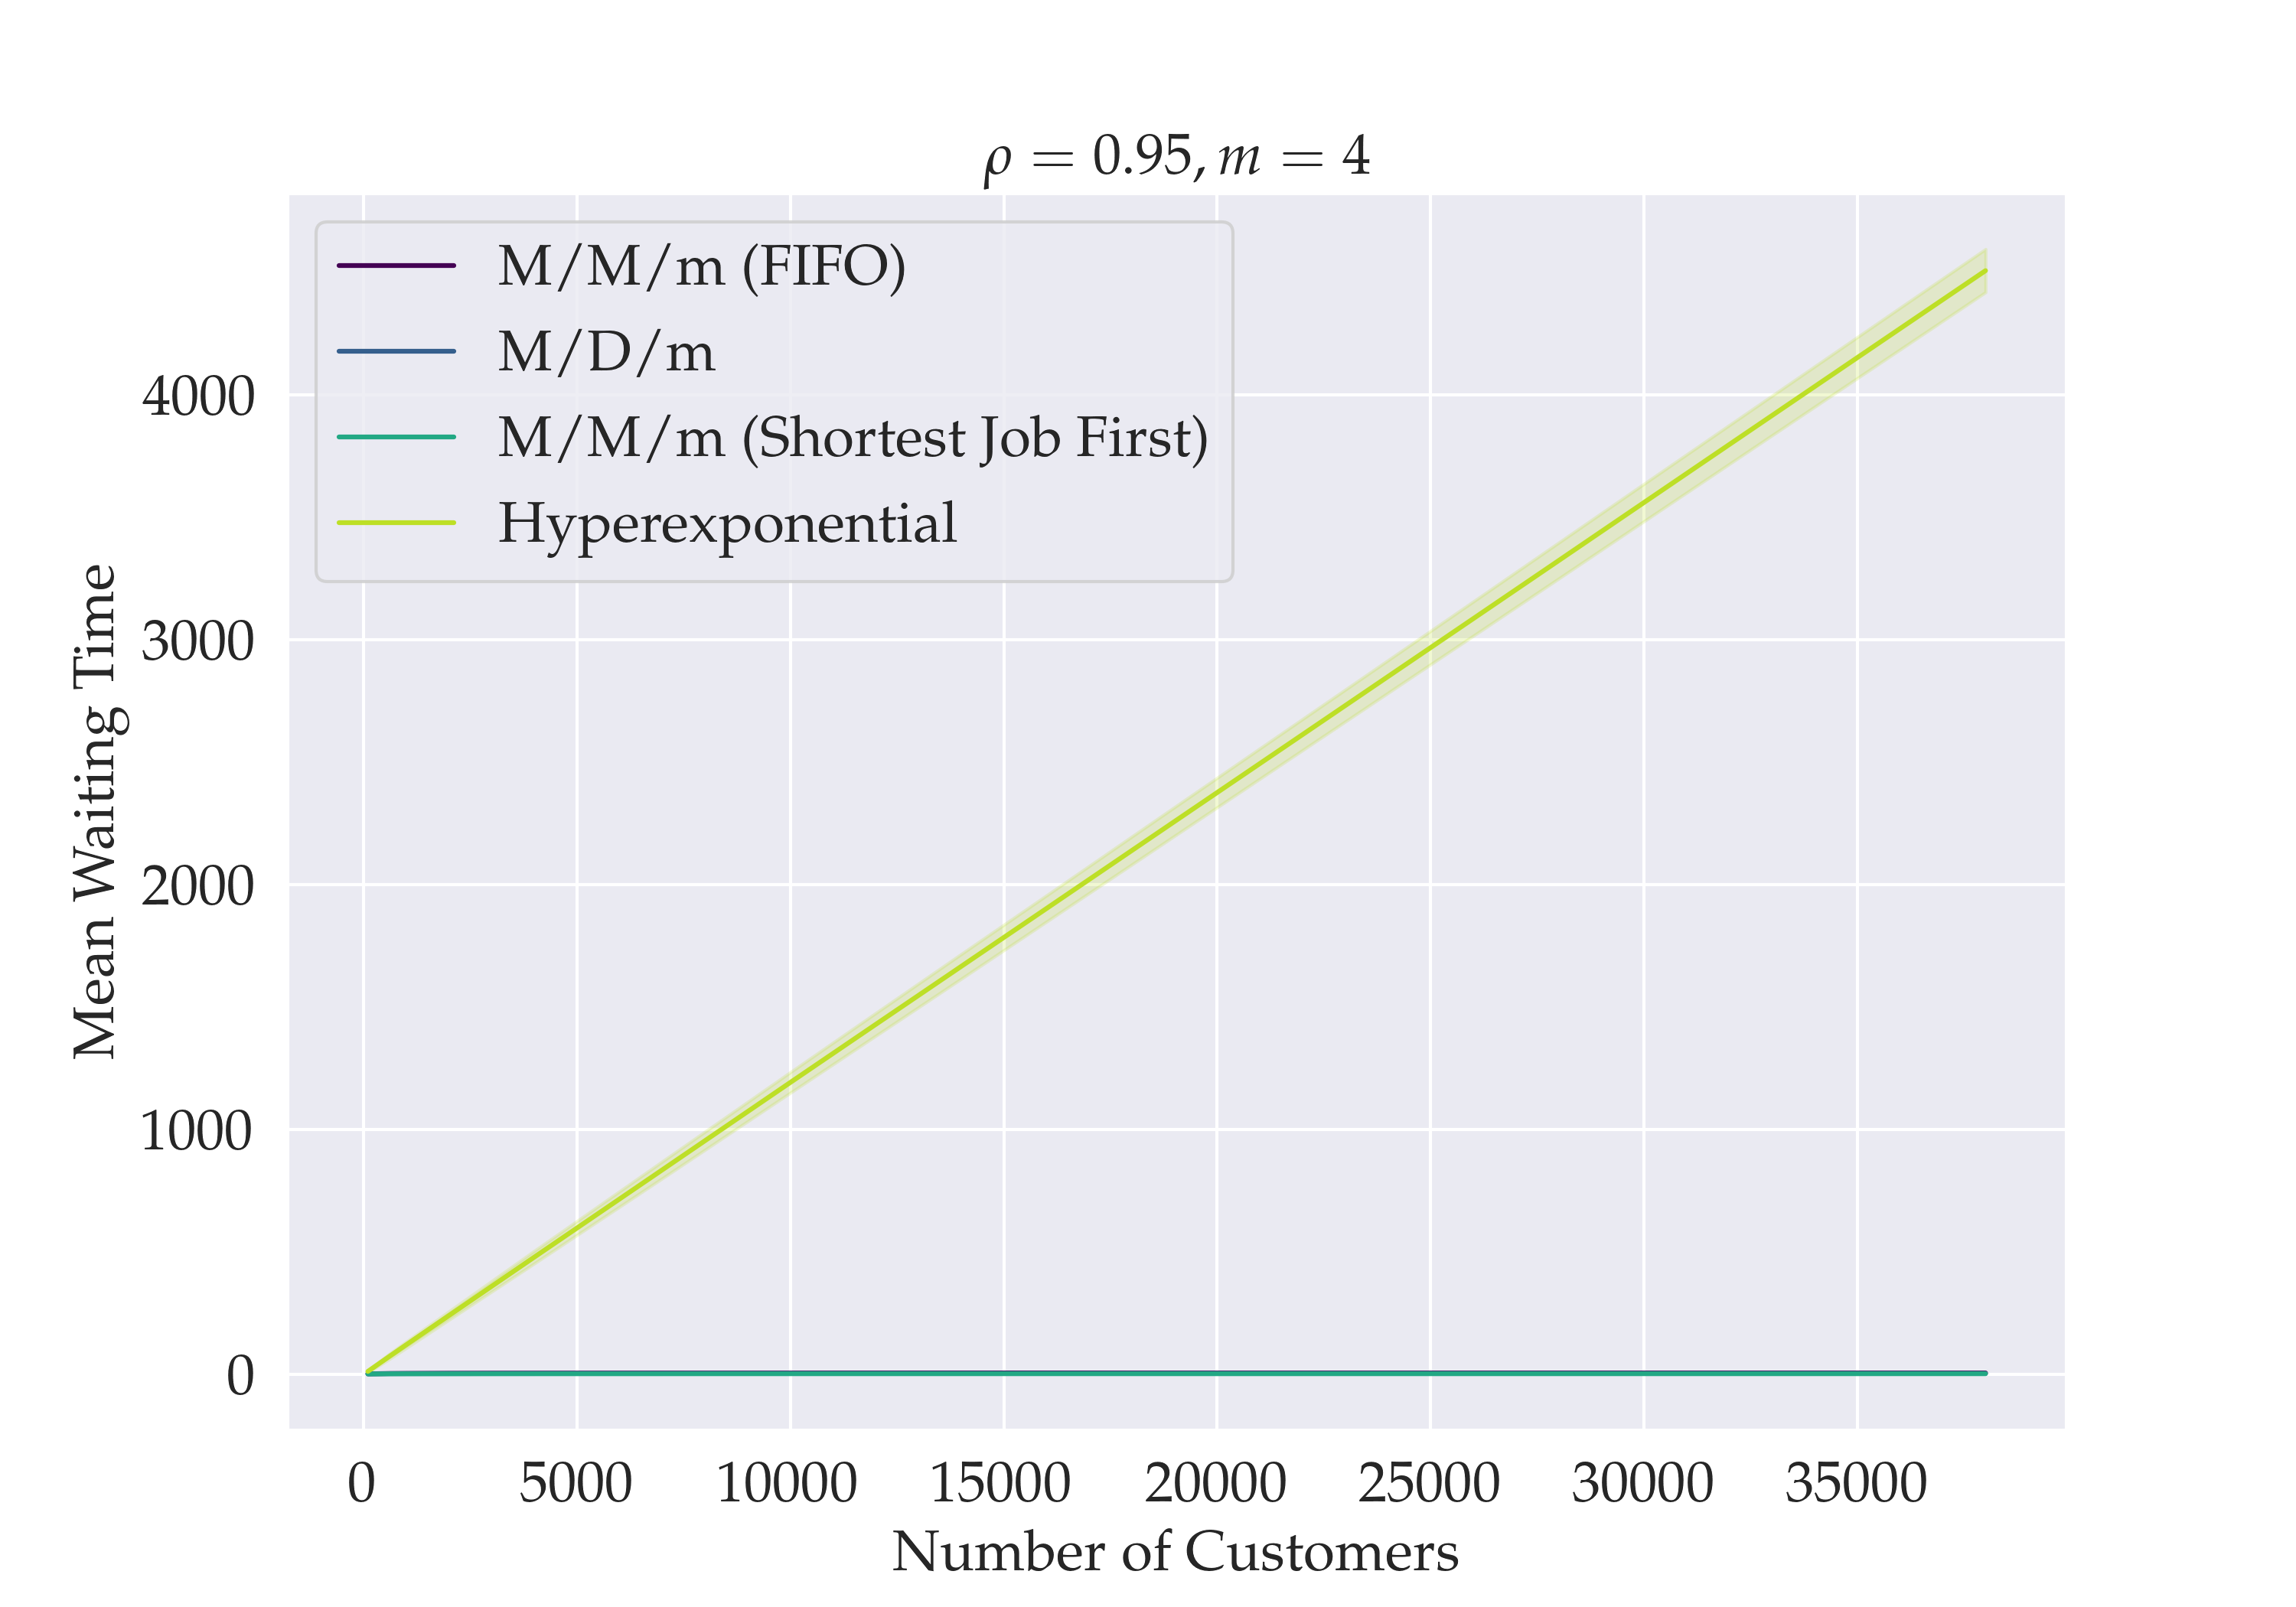 ρ = 0.95, m = 4
M/M/m (FIFO)
M/D/m
M/M/m (Shortest Job First)
Hyperexponential
Mean Waiting Time
4000
3000
2000
1000
0
0 5000 10000 15000 20000 25000 30000 35000
Number of Customers